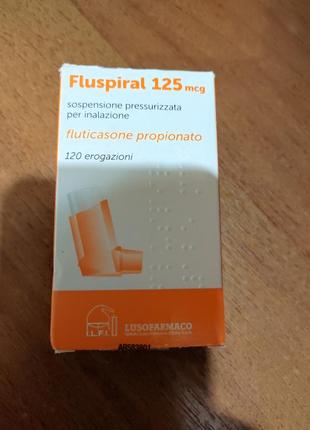 Fluspiral 125 mcg
sospensione pressurizzata
per inalazione
fluticasone propionato
120 erogazioni
L.F.I.
LUSOFARMACO